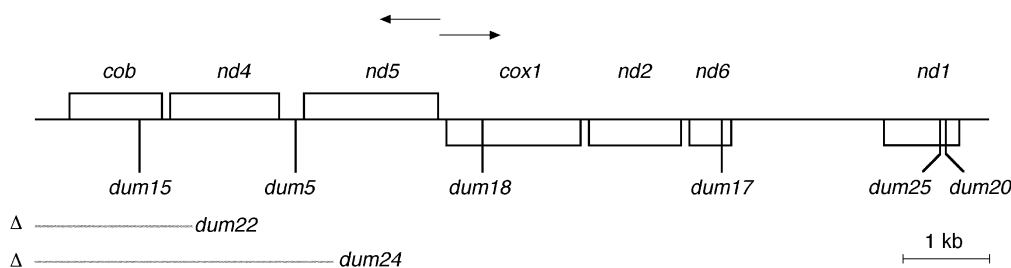 cob nd4 nd5 cox1 nd2 nd6 nd1
dum15 dum5 dum18 dum17 dum25 dum20
Δ dum22
Δ dum24
1 kb